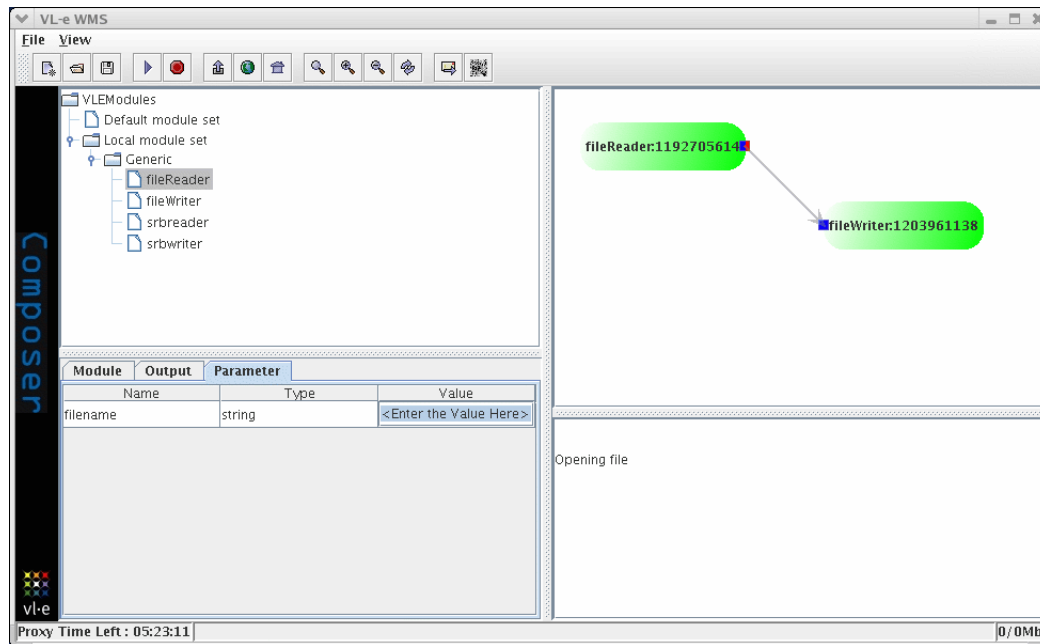 VL-e WMS
File View
VLEModules
Default module set
Local module set
Generic
fileReader
fileWriter
srbreader
srbwriter
Composer
vl·e
Module Output Parameter
Name Type Value
filename string <Enter the Value Here>
fileReader:1192705614
fileWriter:1203961138
Opening file
Proxy Time Left : 05:23:11
0/0Mb